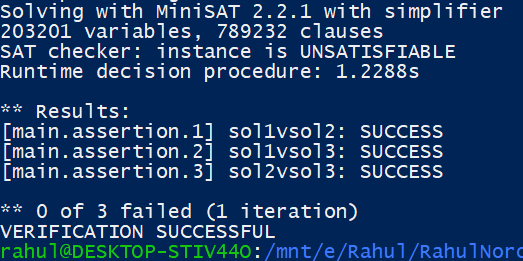 Solving with MiniSAT 2.2.1 with simplifier
203201 variables, 789232 clauses
SAT checker: instance is UNSATISFIABLE
Runtime decision procedure: 1.2288s
** Results:
[main.assertion.1] sol1vsol2: SUCCESS
[main.assertion.2] sol1vsol3: SUCCESS
[main.assertion.3] sol2vsol3: SUCCESS
** 0 of 3 failed (1 iteration)
VERIFICATION SUCCESSFUL
rahul@DESKTOP-STIV44O:/mnt/e/Rahul/RahulNord